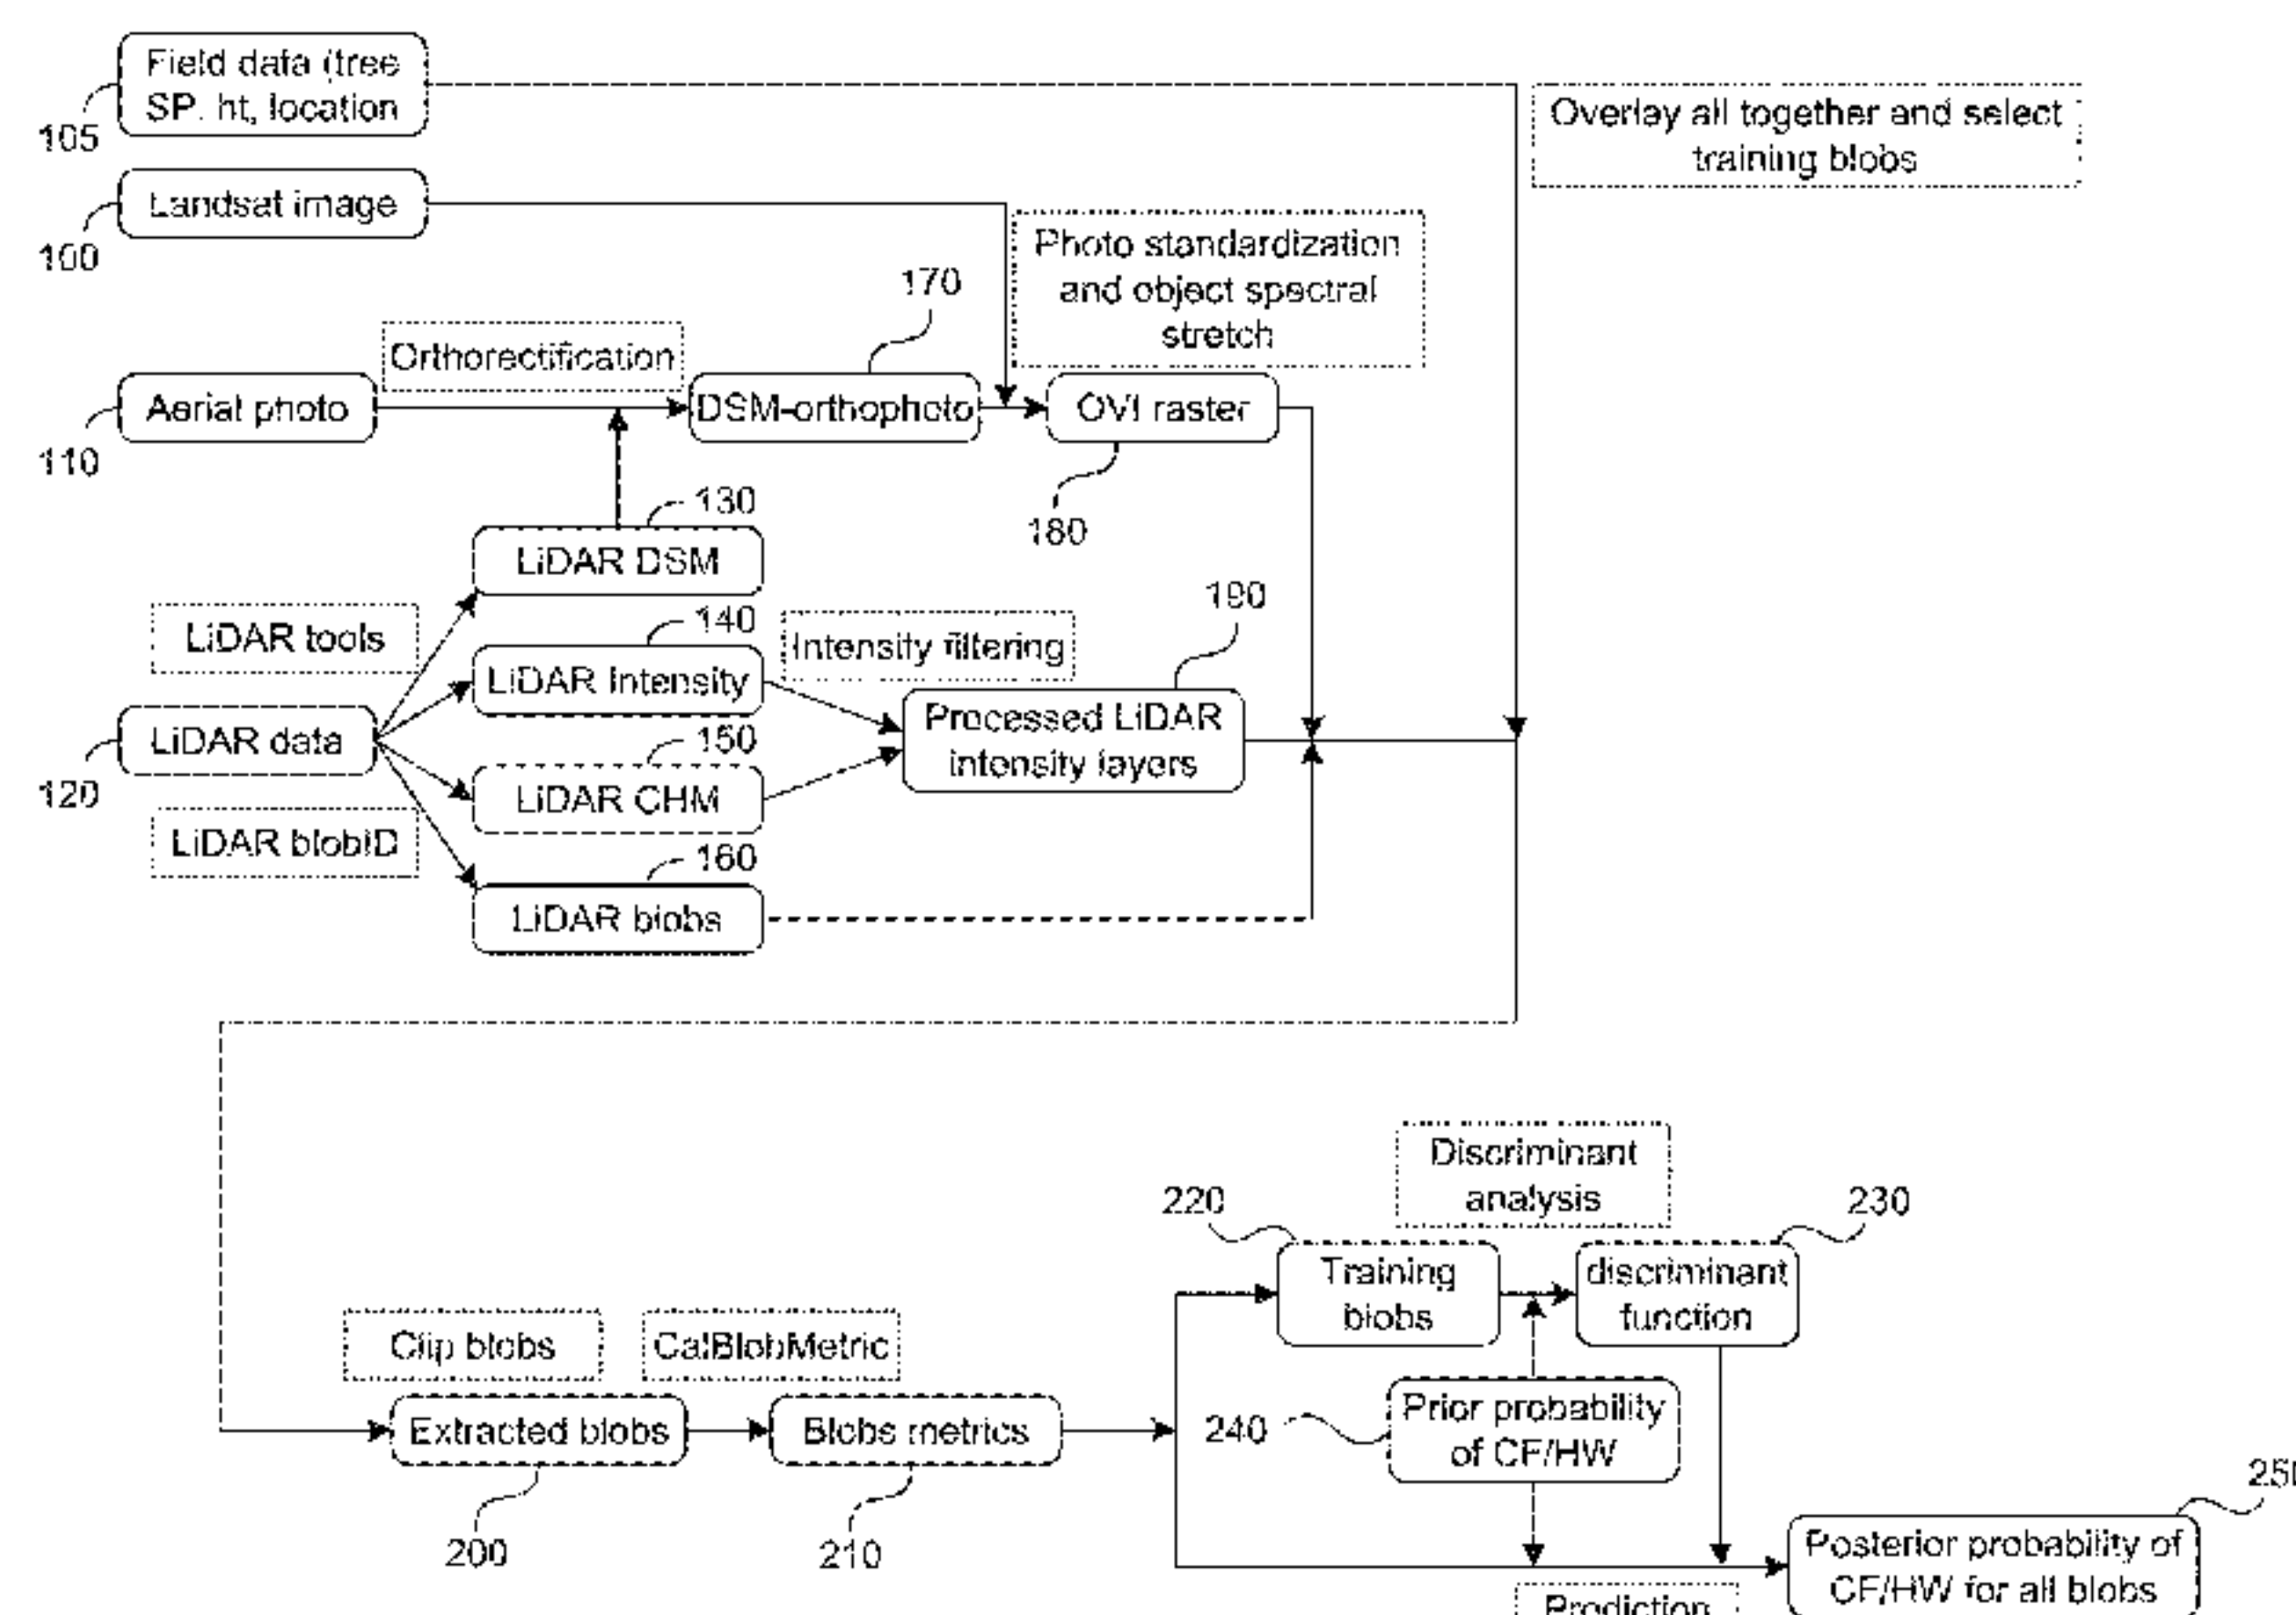 Field data (tree
SP. ht, location
105
Overlay all together and select
training blobs
Landsat image
100
Photo standardization
and object spectral
stretch
170
Orthorectification
Aerial photo
DSM-orthophoto
OVI raster
110
180
130
LiDAR DSM
LiDAR tools
140
LiDAR Intensity
Intensity filtering
190
Processed LiDAR
intensity layers
LiDAR data
120
150
LiDAR CHM
LiDAR blobID
160
LiDAR blobs
Discriminant
analysis
220
230
Training
blobs
discriminant
function
Clip blobs
CalBlobMetric
Extracted blobs
Blobs metrics
240
Prior probability
of CF/HW
200
210
250
Posterior probability of
CF/HW for all blobs
Prediction